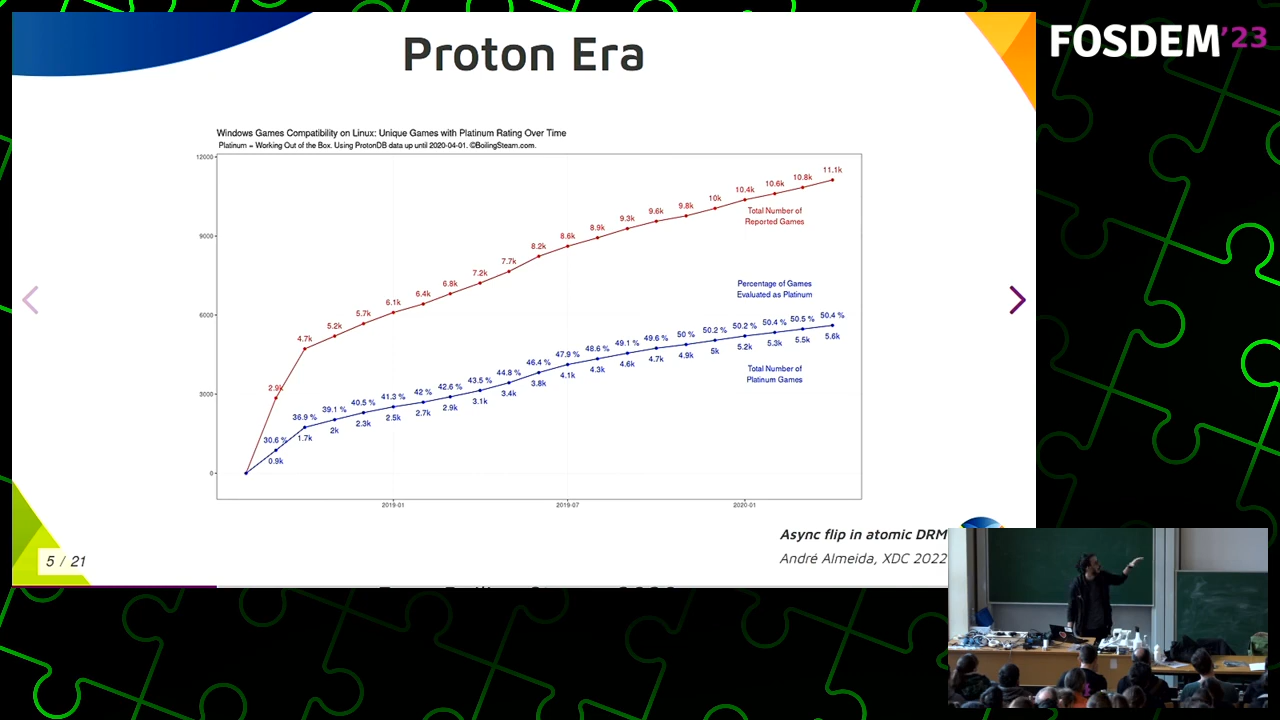 Proton Era
FOSDEM'23
Windows Games Compatibility on Linux: Unique Games with Platinum Rating Over Time
Platinum = Working Out of the Box. Using ProtonDB data up until 2020-04-01. ©BoilingSteam.com.
12000
9000
6000
3000
0
2.9k
4.7k
5.2k
5.7k
6.1k
6.4k
6.8k
7.2k
7.7k
8.2k
8.6k
8.9k
9.3k
9.6k
9.8k
10k
10.4k
10.6k
10.8k
11.1k
Total Number of
Reported Games
Percentage of Games
Evaluated as Platinum
30.6 %
36.9 %
39.1 %
40.5 %
41.3 %
42 %
42.6 %
43.5 %
44.8 %
46.4 %
47.9 %
48.6 %
49.1 %
49.6 %
50 %
50.2 %
50.2 %
50.4 %
50.5 %
50.4 %
0.9k
1.7k
2k
2.3k
2.5k
2.7k
2.9k
3.1k
3.4k
3.8k
4.1k
4.3k
4.6k
4.7k
4.9k
5k
5.2k
5.3k
5.5k
5.6k
Total Number of
Platinum Games
2019-01
2019-07
2020-01
Async flip in atomic DRM
André Almeida, XDC 2022
5 / 21